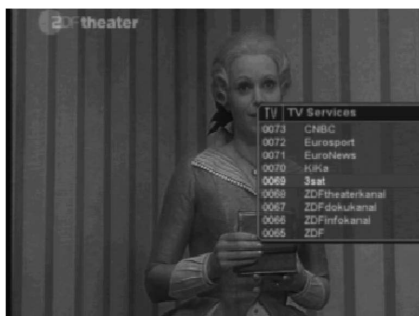 2DFtheater
TV TV Services
0073 CNBC
0072 Eurosport
0071 EuroNews
0070 KiKa
0069 3sat
0068 ZDFtheaterkanal
0067 ZDFdokukanal
0066 ZDFinfokanal
0065 ZDF